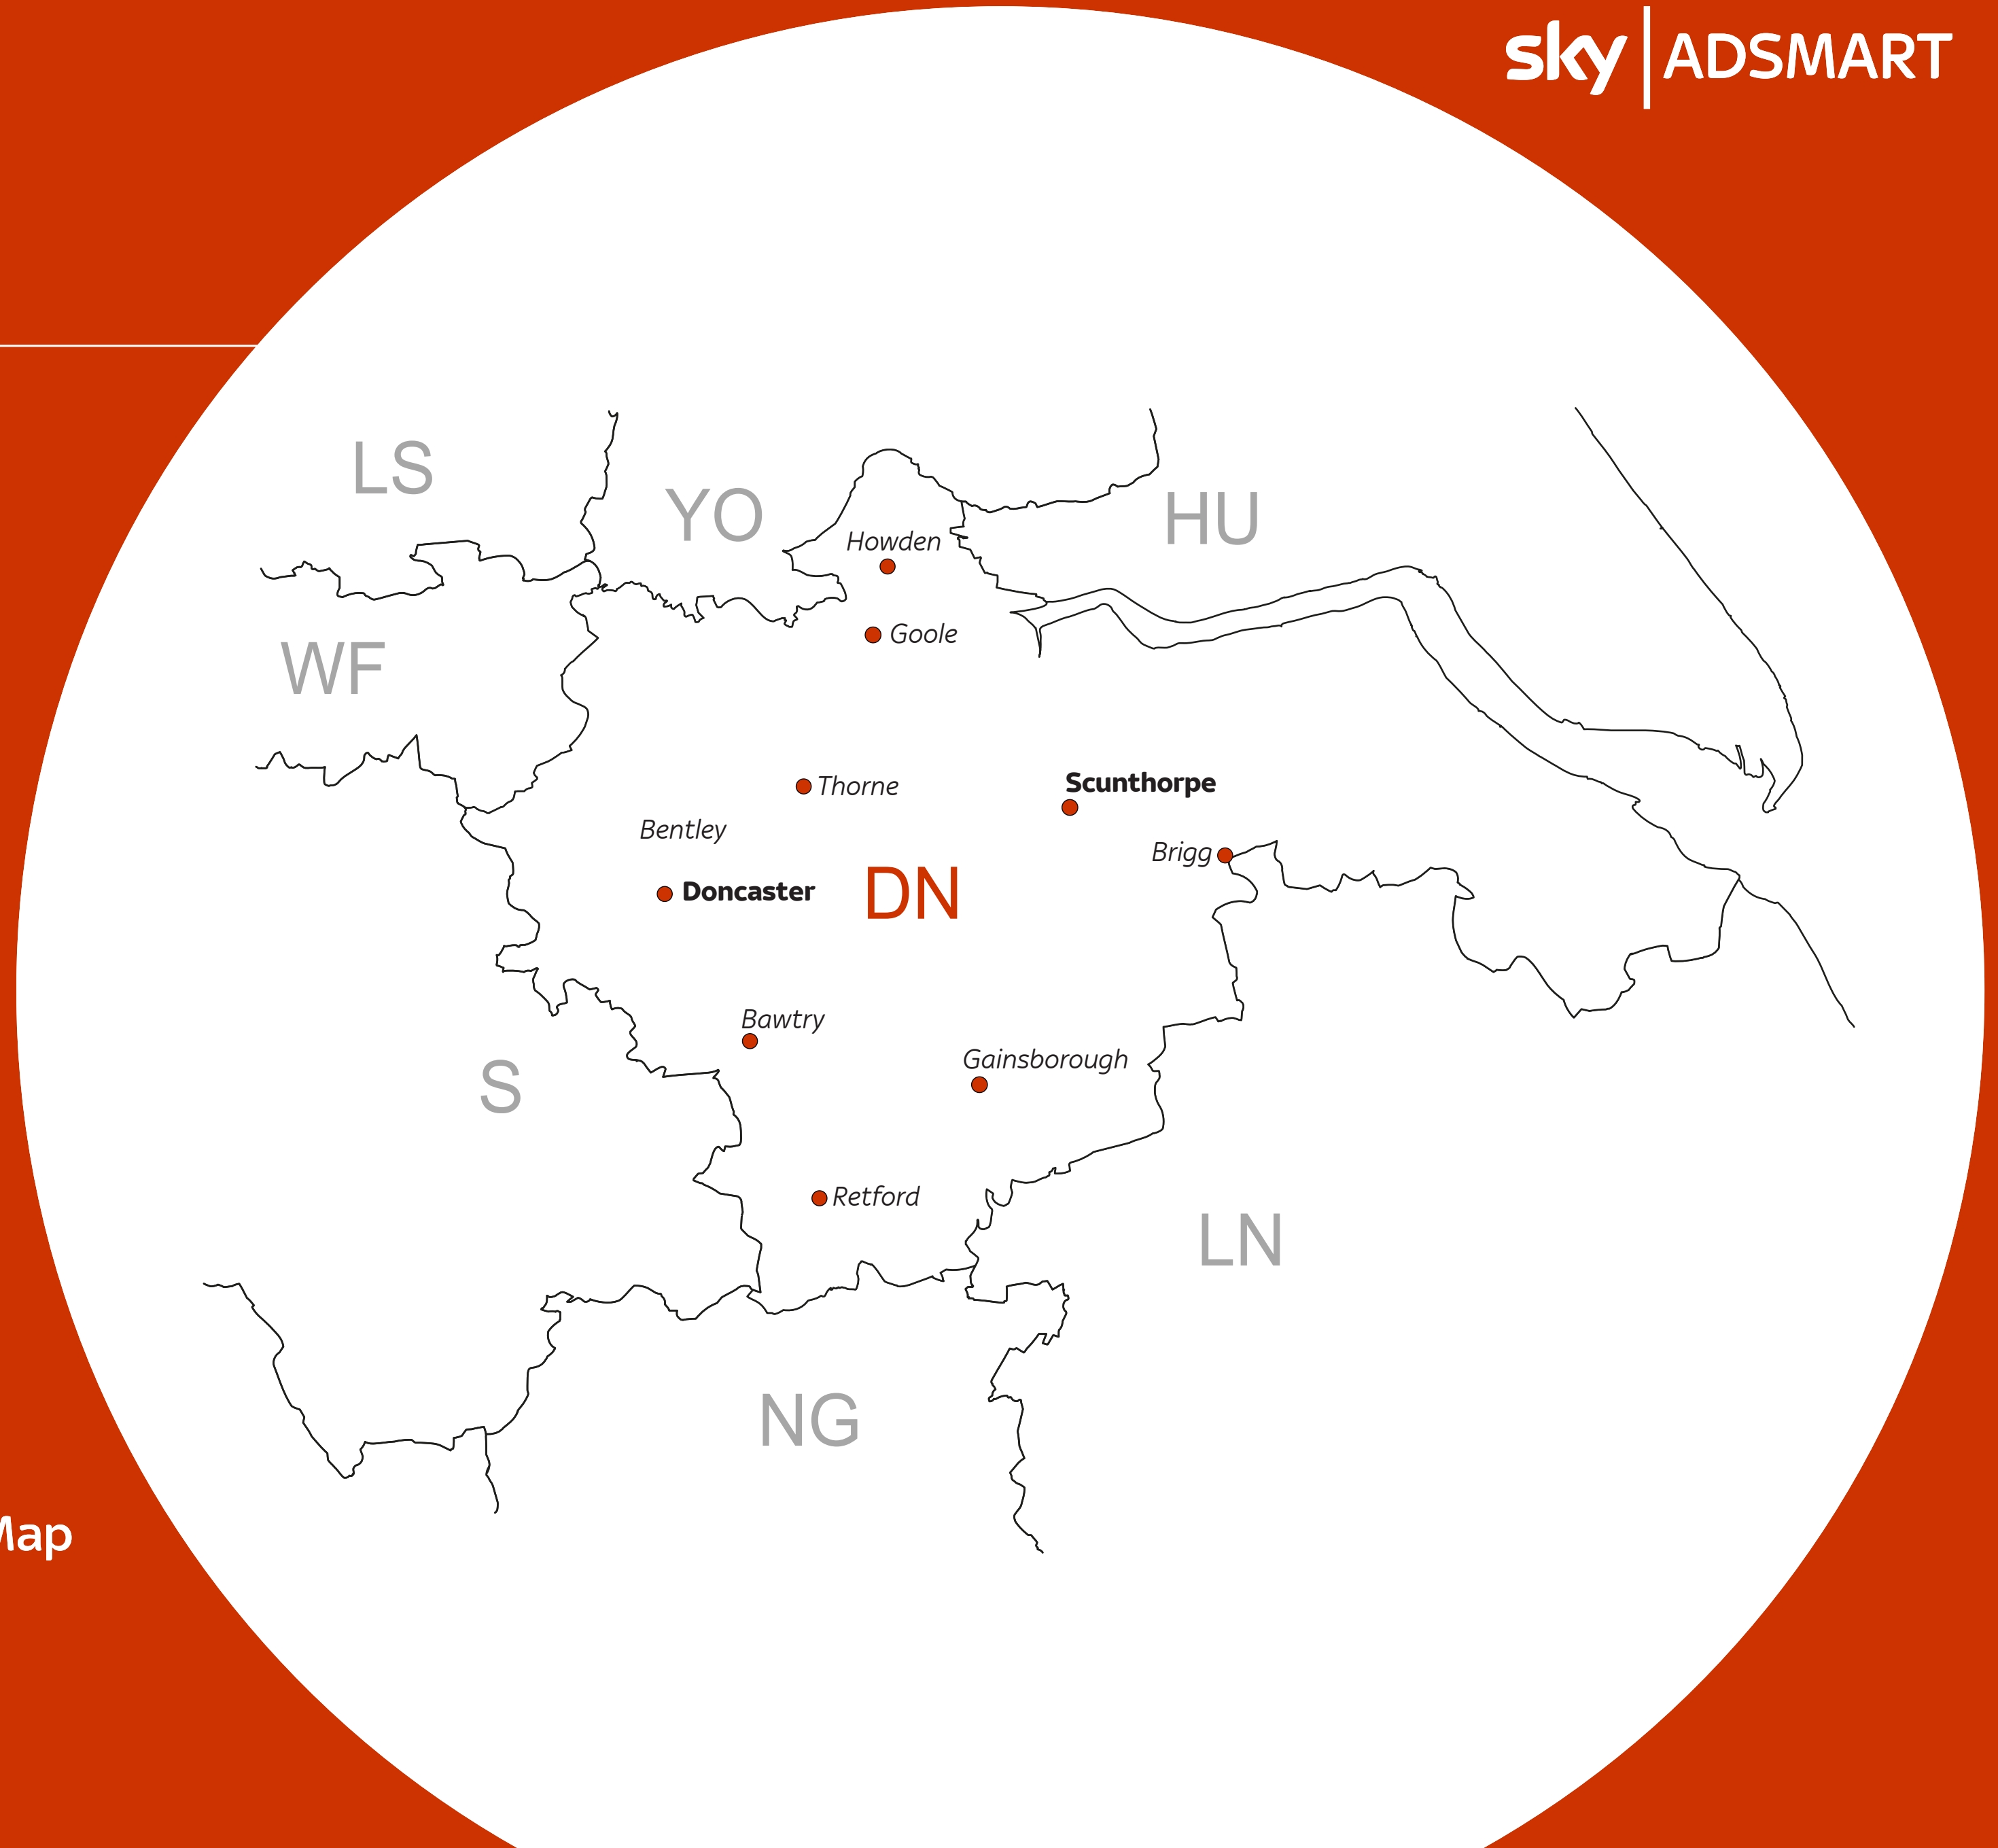 sky ADSMART
LS
YO
HU
Howden
Goole
WF
Thorne
Scunthorpe
Bentley
Brigg
Doncaster
DN
Bawtry
Gainsborough
S
Retford
LN
NG
Map